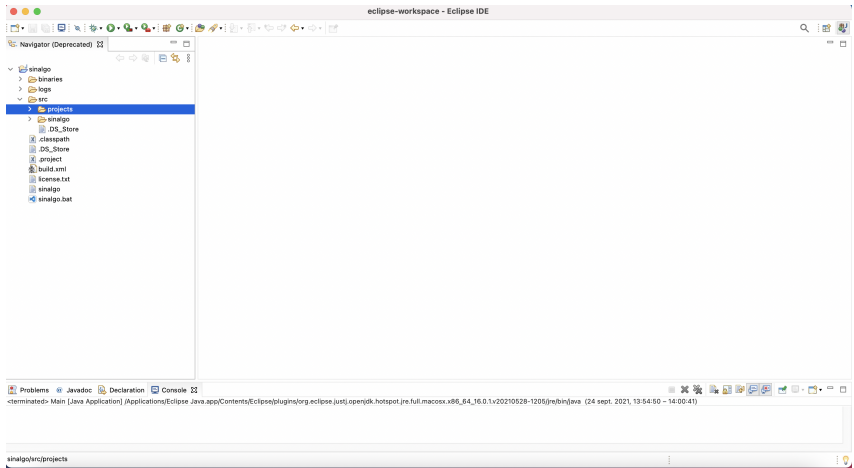 eclipse-workspace - Eclipse IDE
Navigator (Deprecated)
sinalgo
binaries
logs
src
projects
sinalgo
.DS_Store
.classpath
.DS_Store
.project
build.xml
license.txt
sinalgo
sinalgo.bat
Problems @ Javadoc Declaration Console
<terminated> Main [Java Application] /Applications/Eclipse Java.app/Contents/Eclipse/plugins/org.eclipse.justj.openjdk.hotspot.jre.full.macosx.x86_64_16.0.1.v20210528-1205/jre/bin/java (24 sept. 2021, 13:54:50 – 14:00:41)
sinalgo/src/projects